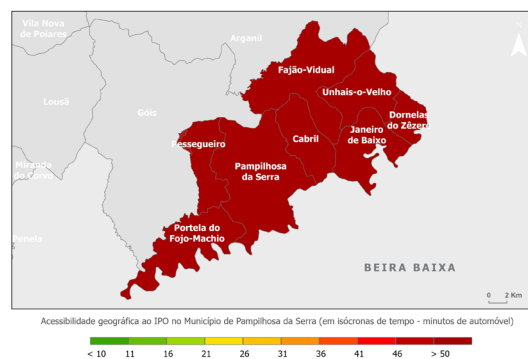 Vila Nova
de Poiares
Arganil
Fajão-Vidual
Unhais-o-Velho
Lousã
Góis
Dornelas
do Zêzere
Cabril
Janeiro
de Baixo
Pessegueiro
Miranda
do Corvo
Pampilhosa
da Serra
Portela do
Fojo-Machio
Penela
BEIRA BAIXA
0 2 Km
Acessibilidade geográfica ao IPO no Município de Pampilhosa da Serra (em isócronas de tempo - minutos de automóvel)
< 10 11 16 21 26 31 36 41 46 > 50